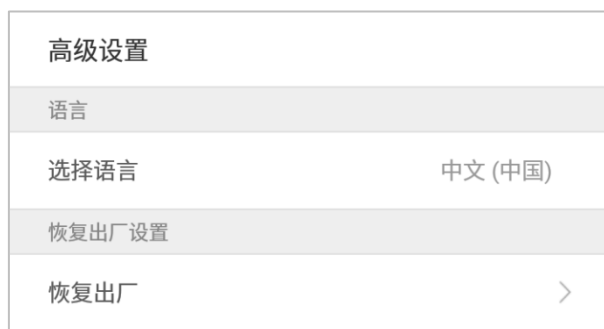 高级设置
语言
选择语言 中文 (中国)
恢复出厂设置
恢复出厂